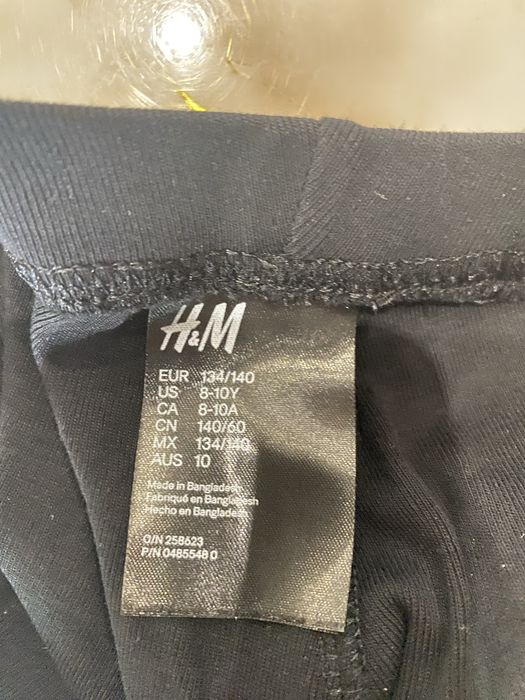 H&M
EUR 134/140
US 8-10Y
CA 8-10A
CN 140/60
MX 134/140
AUS 10
Made in Bangladesh
Fabriqué en Bangladesh
Hecho en Bangladesh
O/N 258623
P/N 0485548 0